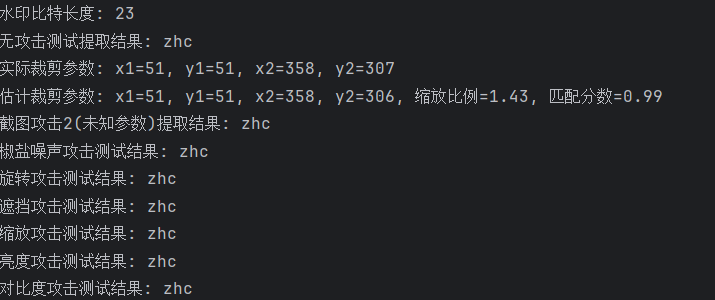 水印比特长度: 23
无攻击测试提取结果: zhc
实际裁剪参数: x1=51, y1=51, x2=358, y2=307
估计裁剪参数: x1=51, y1=51, x2=358, y2=306, 缩放比例=1.43, 匹配分数=0.99
截图攻击2(未知参数)提取结果: zhc
椒盐噪声攻击测试结果: zhc
旋转攻击测试结果: zhc
遮挡攻击测试结果: zhc
缩放攻击测试结果: zhc
亮度攻击测试结果: zhc
对比度攻击测试结果: zhc